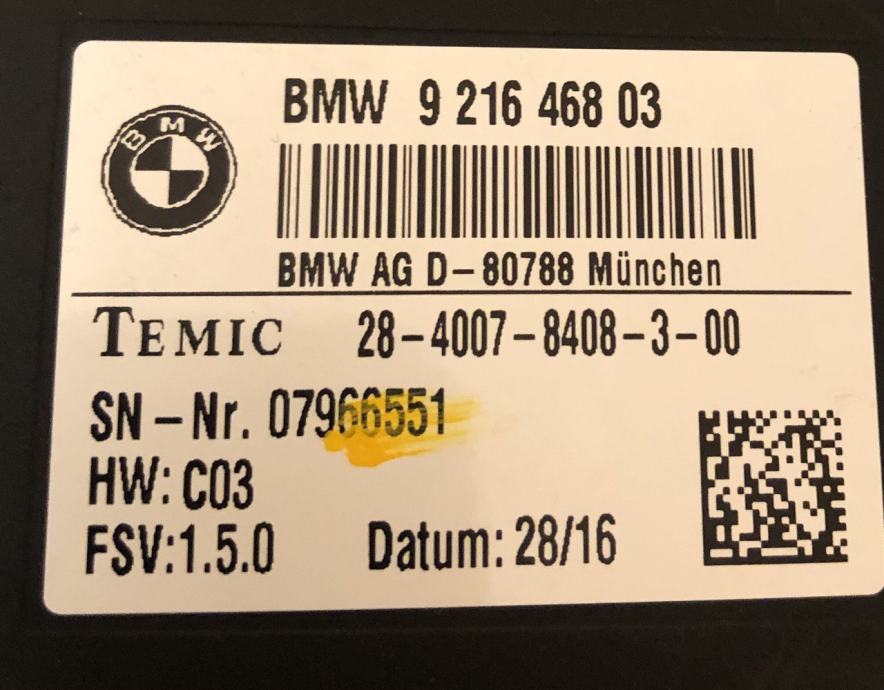 BMW 9 216 468 03
BMW
BMW AG D-80788 München
TEMIC 28-4007-8408-3-00
SN-Nr. 07966551
HW: C03
FSV:1.5.0 Datum: 28/16